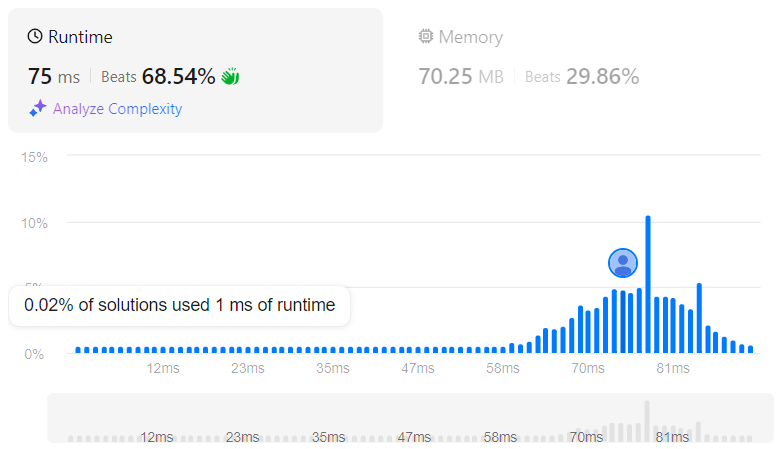 Runtime
Memory
75 ms Beats 68.54%
70.25 MB Beats 29.86%
Analyze Complexity
15%
10%
5%
0.02% of solutions used 1 ms of runtime
0%
12ms 23ms 35ms 47ms 58ms 70ms 81ms
12ms 23ms 35ms 47ms 58ms 70ms 81ms